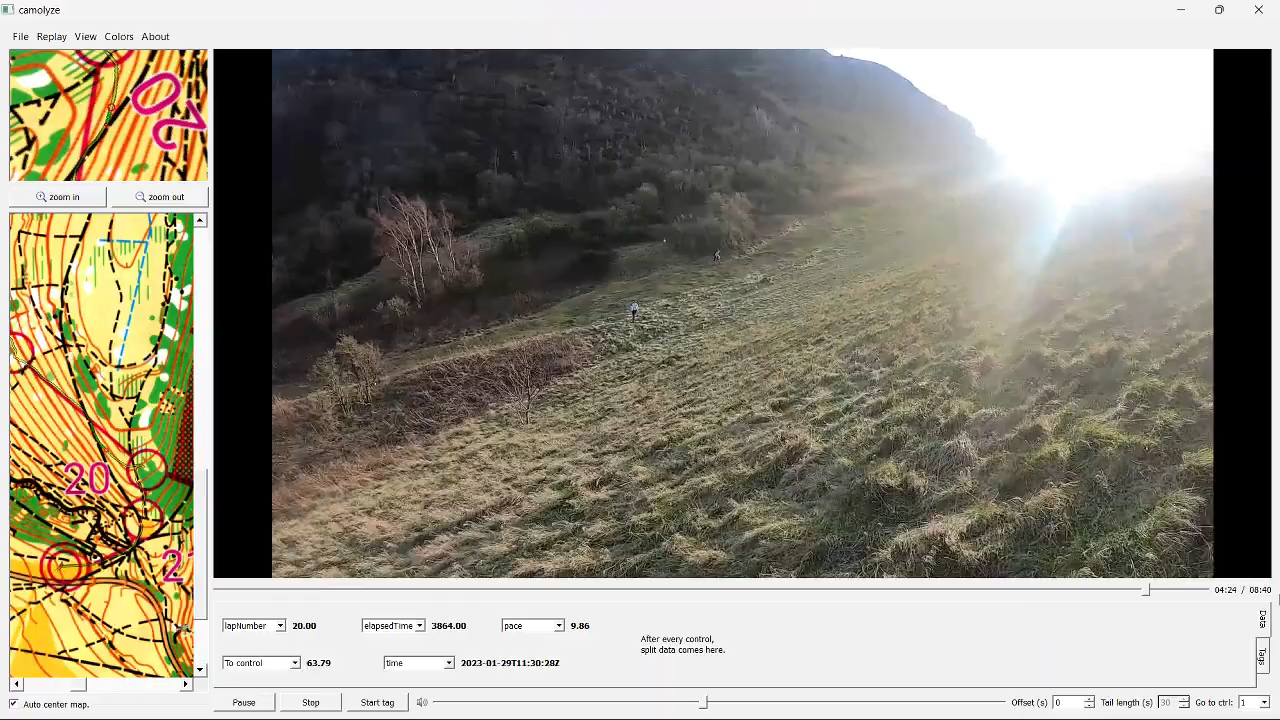 camolyze
File Replay View Colors About
20
zoom in
zoom out
20
2
04:24 / 08:40
lapNumber 20.00 elapsedTime 3864.00 pace 9.86
After every control,
split data comes here.
To control 63.79 time 2023-01-29T11:30:28Z
Data
Tags
Auto center map.
Pause Stop Start tag Offset (s) 0 Tail length (s) 30 Go to ctrl: 1